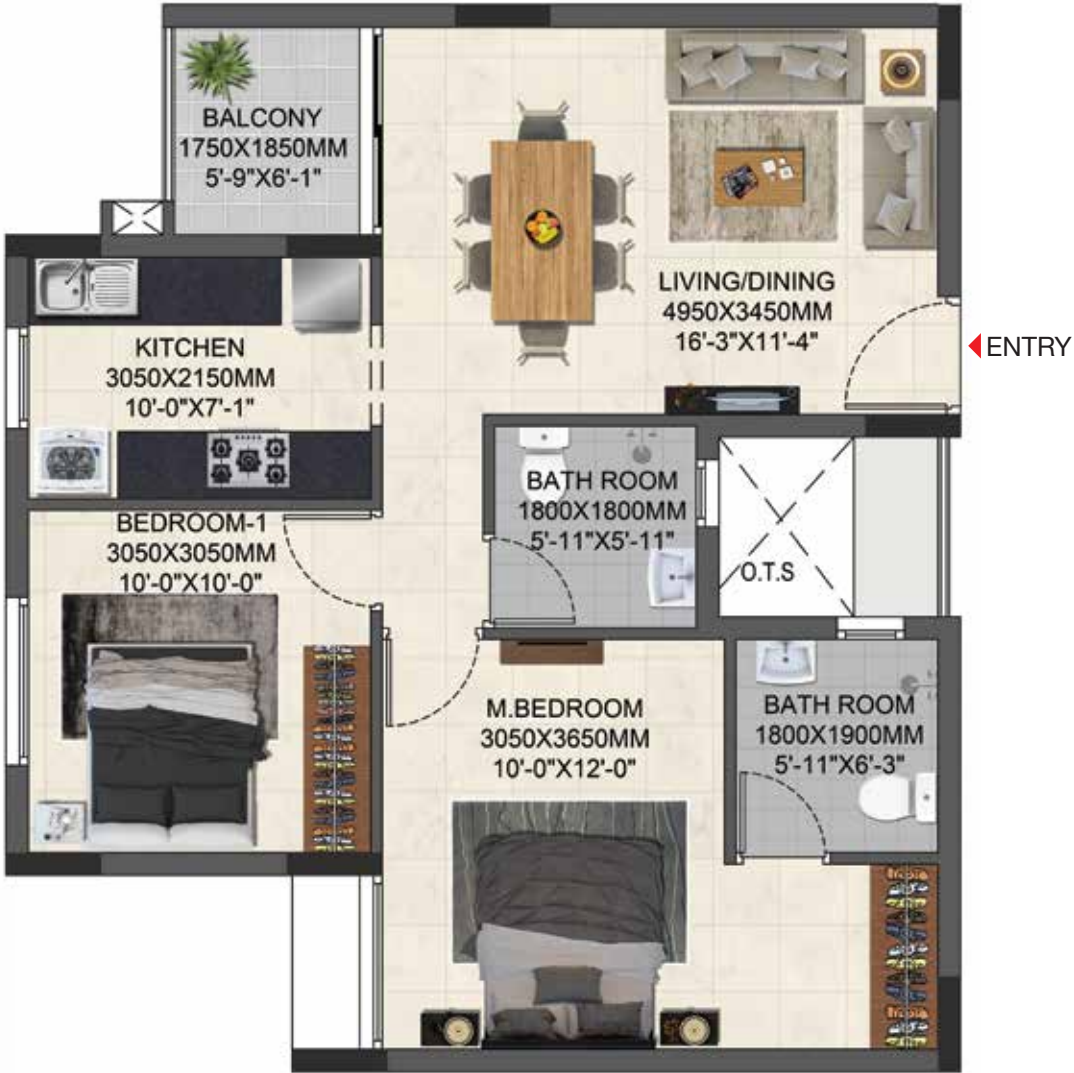 BALCONY
1750X1850MM
5'-9"X6'-1"
LIVING/DINING
4950X3450MM
16'-3"X11'-4"
ENTRY
KITCHEN
3050X2150MM
10'-0"X7'-1"
BATH ROOM
1800X1800MM
5'-11"X5'-11"
O.T.S
BEDROOM-1
3050X3050MM
10'-0"X10'-0"
M.BEDROOM
3050X3650MM
10'-0"X12'-0"
BATH ROOM
1800X1900MM
5'-11"X6'-3"